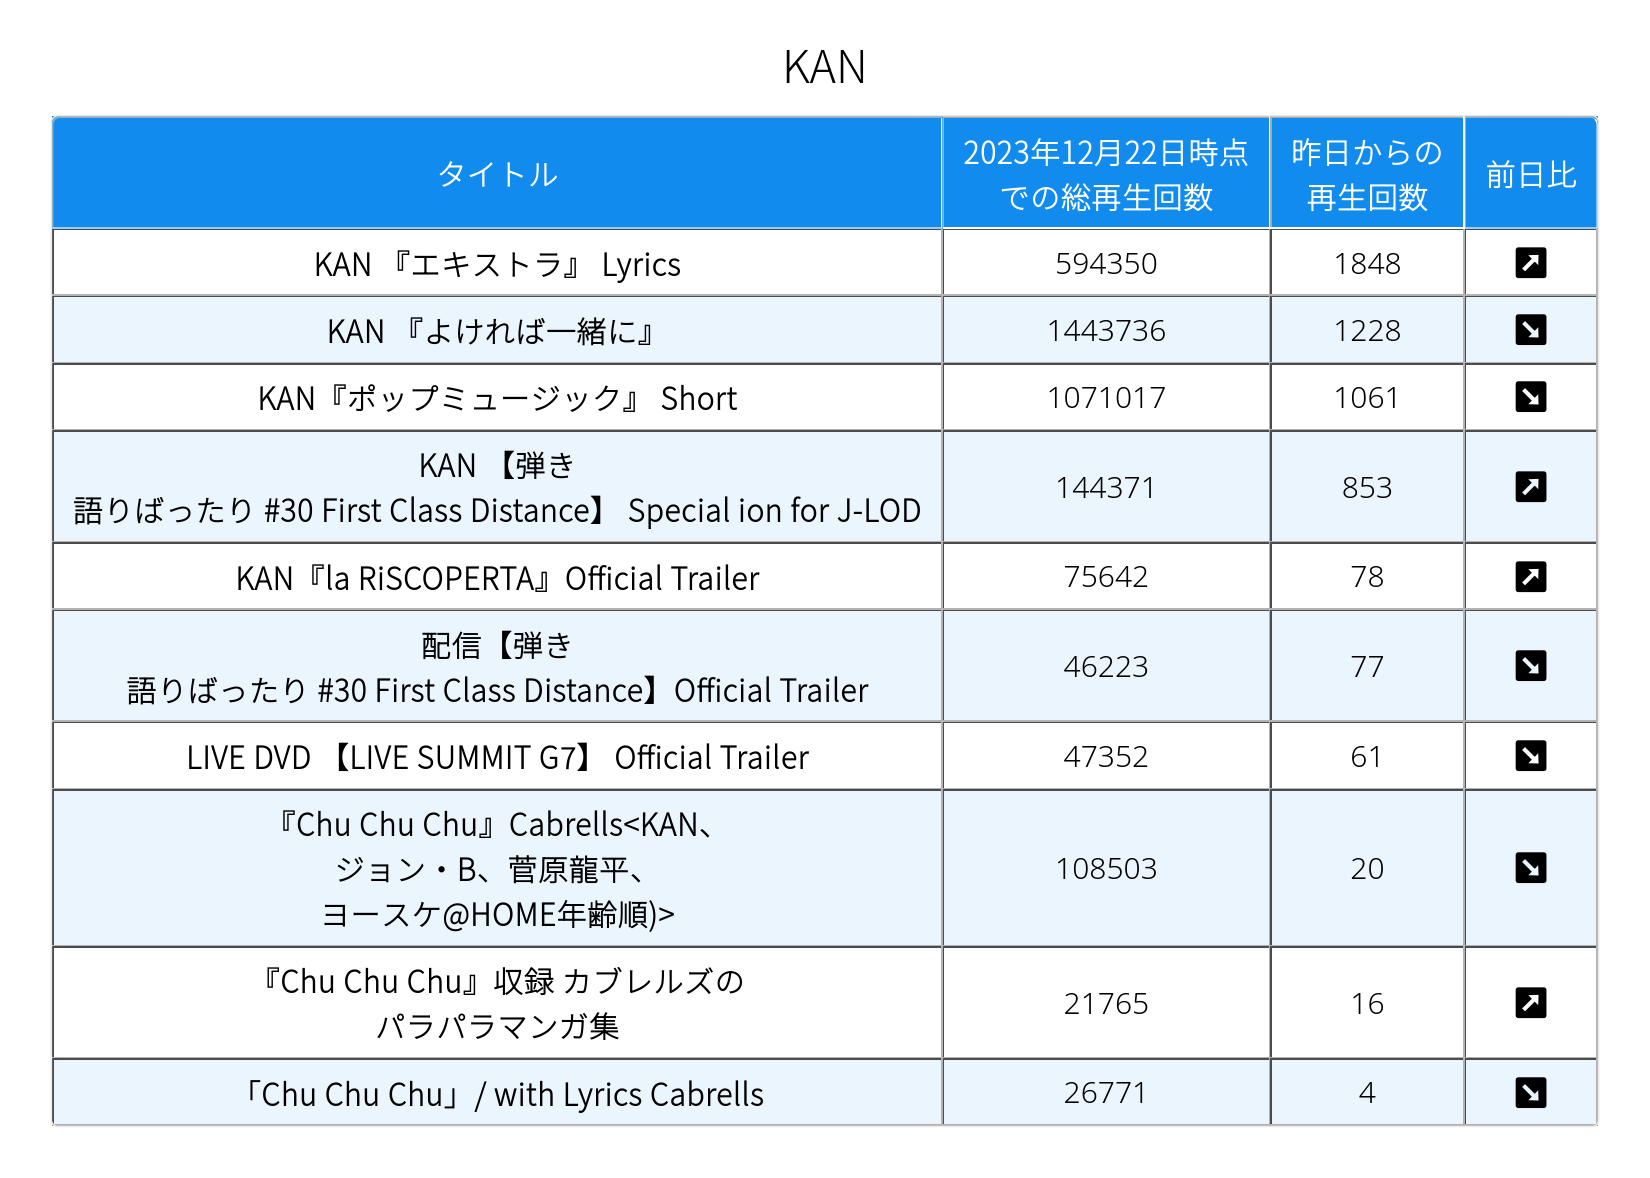 KAN
タイトル
2023年12月22日時点
での総再生回数
昨日からの
再生回数
前日比
KAN 『エキストラ』 Lyrics
594350
1848
KAN 『よければ一緒に』
1443736
1228
KAN『ポップミュージック』 Short
1071017
1061
KAN 【弾き
語りばったり #30 First Class Distance】 Special ion for J-LOD
144371
853
KAN『la RiSCOPERTA』Official Trailer
75642
78
配信【弾き
語りばったり #30 First Class Distance】Official Trailer
46223
77
LIVE DVD 【LIVE SUMMIT G7】 Official Trailer
47352
61
『Chu Chu Chu』Cabrells<KAN、
ジョン・B、菅原龍平、
ヨースケ@HOME年齢順)>
108503
20
『Chu Chu Chu』収録 カブレルズの
パラパラマンガ集
21765
16
「Chu Chu Chu」/ with Lyrics Cabrells
26771
4